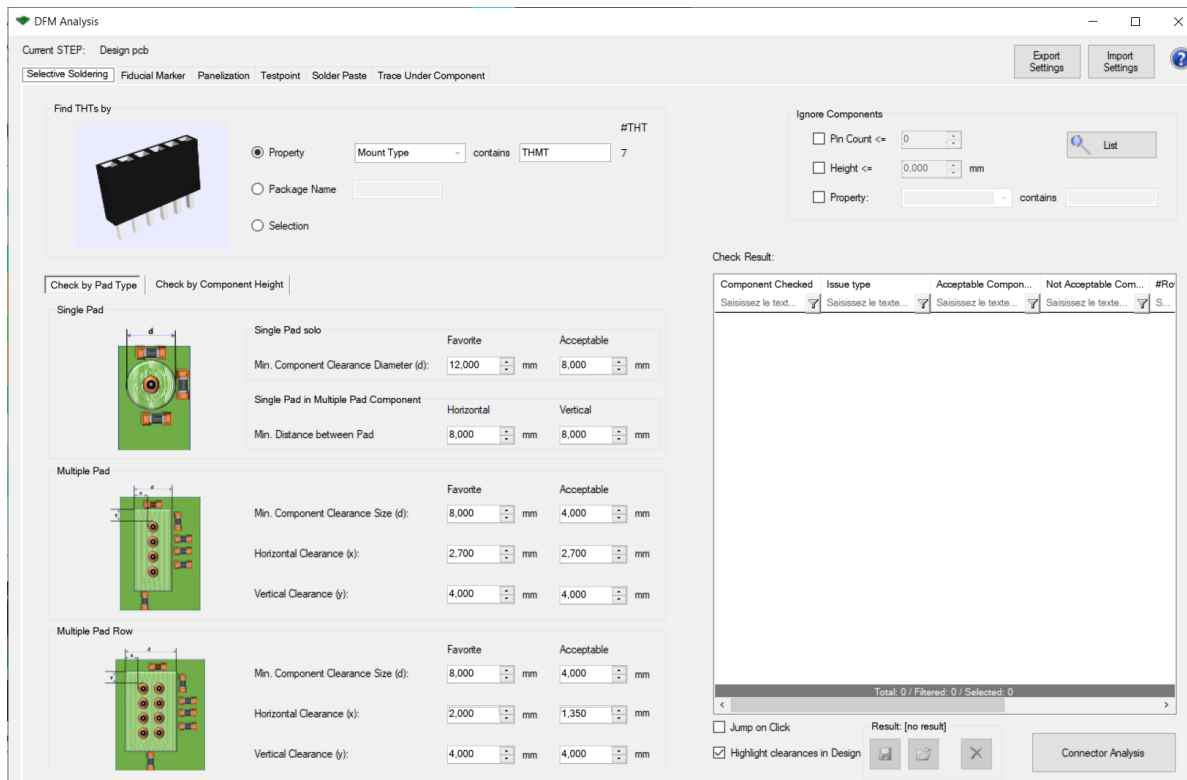 DFM Analysis
Current STEP: Design pcb
Export Settings
Import Settings
?
Selective Soldering Fiducial Marker Panelization Testpoint Solder Paste Trace Under Component
Find THTs by
#THT
Property Mount Type contains THMT 7
Package Name
Selection
Ignore Components
Pin Count <= 0
List
Height <= 0,000 mm
Property: contains
Check by Pad Type Check by Component Height
Single Pad
d
Single Pad solo
Favorite Acceptable
Min. Component Clearance Diameter (d): 12,000 mm 8,000 mm
Single Pad in Multiple Pad Component
Horizontal Vertical
Min. Distance between Pad 8,000 mm 8,000 mm
Multiple Pad
d
x
y
Favorite Acceptable
Min. Component Clearance Size (d): 8,000 mm 4,000 mm
Horizontal Clearance (x): 2,700 mm 2,700 mm
Vertical Clearance (y): 4,000 mm 4,000 mm
Multiple Pad Row
d
x
y
Favorite Acceptable
Min. Component Clearance Size (d): 8,000 mm 4,000 mm
Horizontal Clearance (x): 2,000 mm 1,350 mm
Vertical Clearance (y): 4,000 mm 4,000 mm
Check Result:
Component Checked Issue type Acceptable Compon... Not Acceptable Com... #Ro
Saisissez le text... Saisissez le texte... Saisissez le texte... Saisissez le texte... S...
Total: 0 / Filtered: 0 / Selected: 0
Jump on Click
Result: [no result]
Highlight clearances in Design
Connector Analysis